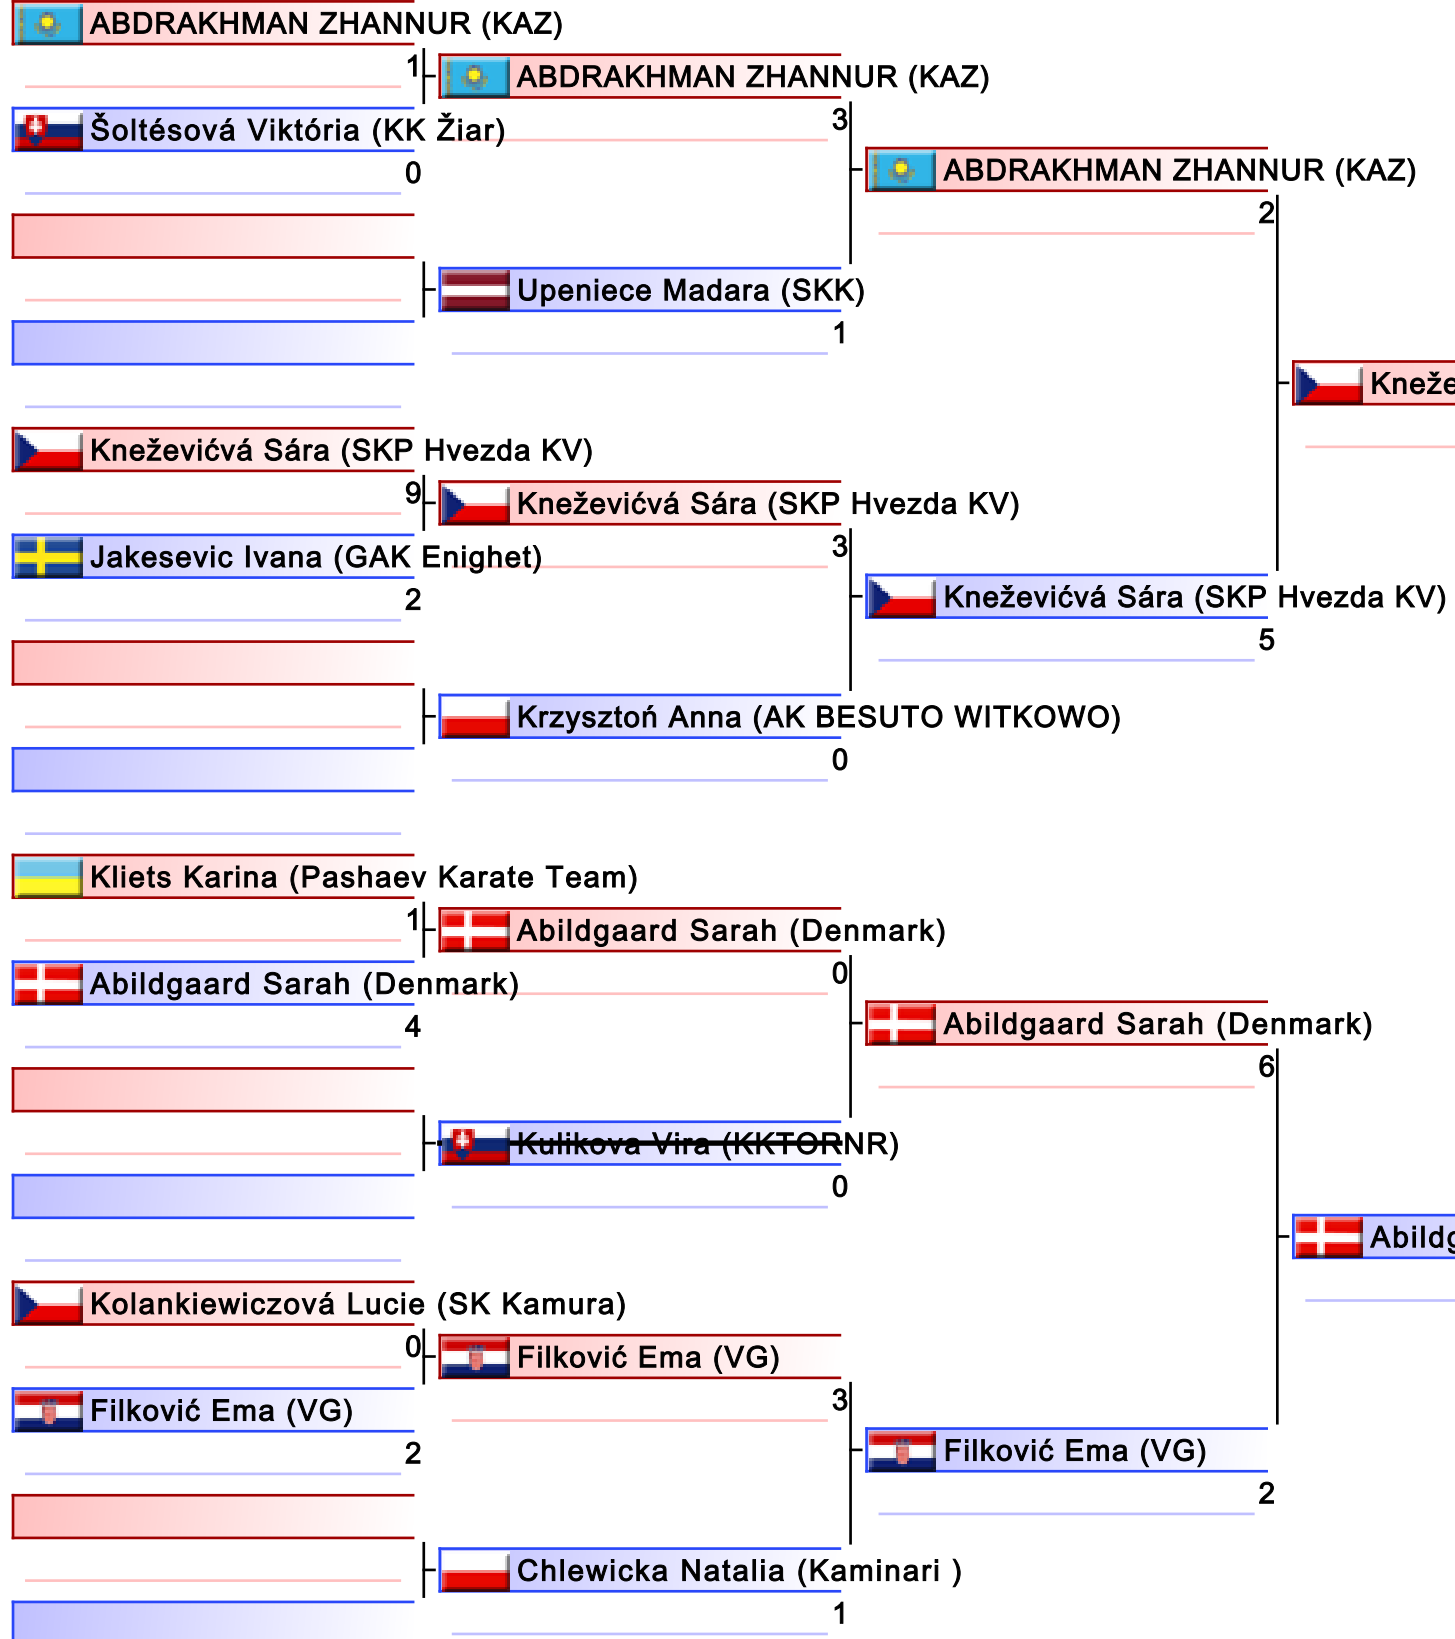 ABDRAKHMAN ZHANNUR (KAZ)
1
Šoltésová Viktória (KK Žiar)
0
Kneževićvá Sára (SKP Hvezda KV)
9
Jakesevic Ivana (GAK Enighet)
2
Kliets Karina (Pashaev Karate Team)
1
Abildgaard Sarah (Denmark)
4
Kolankiewiczová Lucie (SK Kamura)
0
Filković Ema (VG)
2
ABDRAKHMAN ZHANNUR (KAZ)
3
Upeniece Madara (SKK)
1
Kneževićvá Sára (SKP Hvezda KV)
3
Krzysztoń Anna (AK BESUTO WITKOWO)
0
Abildgaard Sarah (Denmark)
0
Kulikova Vira (KKTORNR)
0
Filković Ema (VG)
3
Chlewicka Natalia (Kaminari )
1
ABDRAKHMAN ZHANNUR (KAZ)
2
Kneževićvá Sára (SKP Hvezda KV)
5
Abildgaard Sarah (Denmark)
6
Filković Ema (VG)
2
Kneže
Abildg